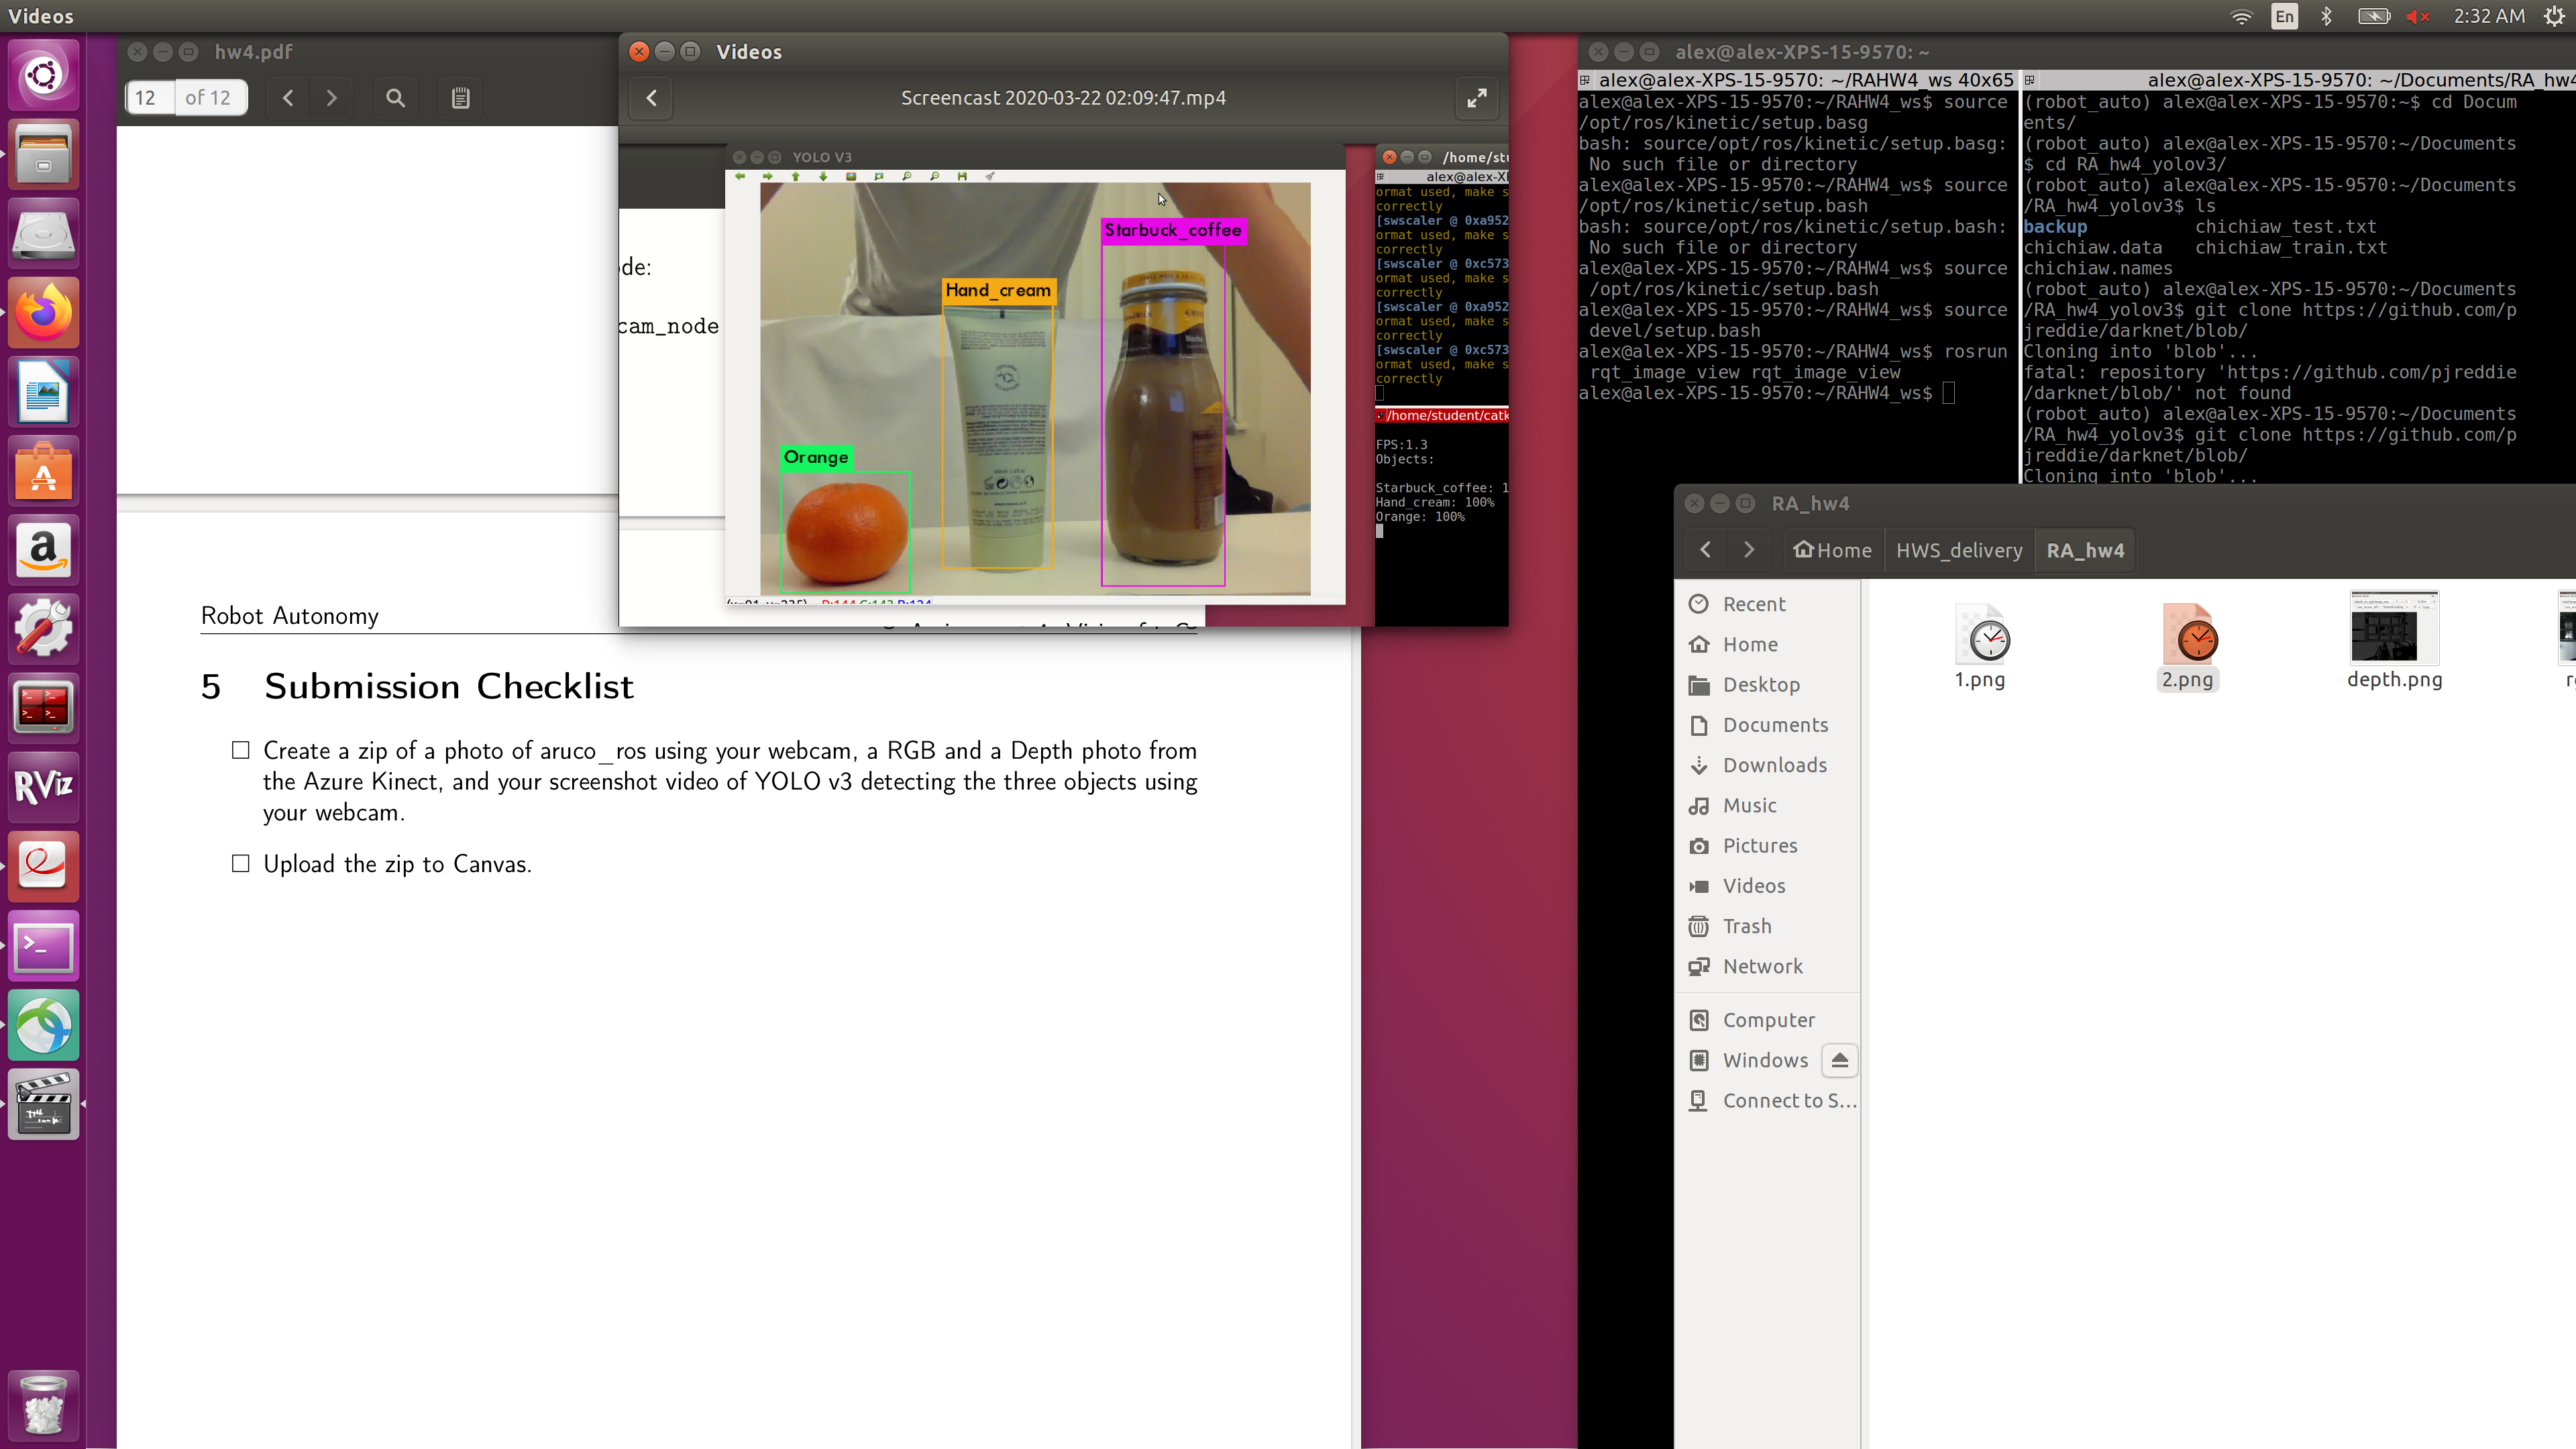 Videos
En
2:32 AM
hw4.pdf
12 of 12
Videos
Screencast 2020-03-22 02:09:47.mp4
ode:
cam_node
YOLO V3
Starbuck_coffee
Hand_cream
Orange
/home/stu
alex@alex-XP
ormat used, make s
correctly
[swscaler @ 0xa952
ormat used, make s
correctly
[swscaler @ 0xc573
ormat used, make s
correctly
[swscaler @ 0xa952
ormat used, make s
correctly
[swscaler @ 0xc573
ormat used, make s
correctly
/home/student/catk
FPS:1.3
Objects:
Starbuck_coffee: 1
Hand_cream: 100%
Orange: 100%
Robot Autonomy
5 Submission Checklist
Create a zip of a photo of aruco_ros using your webcam, a RGB and a Depth photo from
the Azure Kinect, and your screenshot video of YOLO v3 detecting the three objects using
your webcam.
Upload the zip to Canvas.
alex@alex-XPS-15-9570: ~
alex@alex-XPS-15-9570: ~/RAHW4_ws 40x65
alex@alex-XPS-15-9570:~/RAHW4_ws$ source
/opt/ros/kinetic/setup.basg
bash: source/opt/ros/kinetic/setup.basg:
No such file or directory
alex@alex-XPS-15-9570:~/RAHW4_ws$ source
/opt/ros/kinetic/setup.bash
bash: source/opt/ros/kinetic/setup.bash:
No such file or directory
alex@alex-XPS-15-9570:~/RAHW4_ws$ source
/opt/ros/kinetic/setup.bash
alex@alex-XPS-15-9570:~/RAHW4_ws$ source
devel/setup.bash
alex@alex-XPS-15-9570:~/RAHW4_ws$ rosrun
rqt_image_view rqt_image_view
alex@alex-XPS-15-9570:~/RAHW4_ws$
alex@alex-XPS-15-9570: ~/Documents/RA_hw4
(robot_auto) alex@alex-XPS-15-9570:~$ cd Docum
ents/
(robot_auto) alex@alex-XPS-15-9570:~/Documents
$ cd RA_hw4_yolov3/
(robot_auto) alex@alex-XPS-15-9570:~/Documents
/RA_hw4_yolov3$ ls
backup chichiaw_test.txt
chichiaw.data chichiaw_train.txt
chichiaw.names
(robot_auto) alex@alex-XPS-15-9570:~/Documents
/RA_hw4_yolov3$ git clone https://github.com/p
jreddie/darknet/blob/
Cloning into 'blob'...
fatal: repository 'https://github.com/pjreddie
/darknet/blob/' not found
(robot_auto) alex@alex-XPS-15-9570:~/Documents
/RA_hw4_yolov3$ git clone https://github.com/p
jreddie/darknet/blob/
Cloning into 'blob'...
RA_hw4
Home HWS_delivery RA_hw4
Recent
Home
Desktop
Documents
Downloads
Music
Pictures
Videos
Trash
Network
Computer
Windows
Connect to S...
1.png
2.png
depth.png
RViz